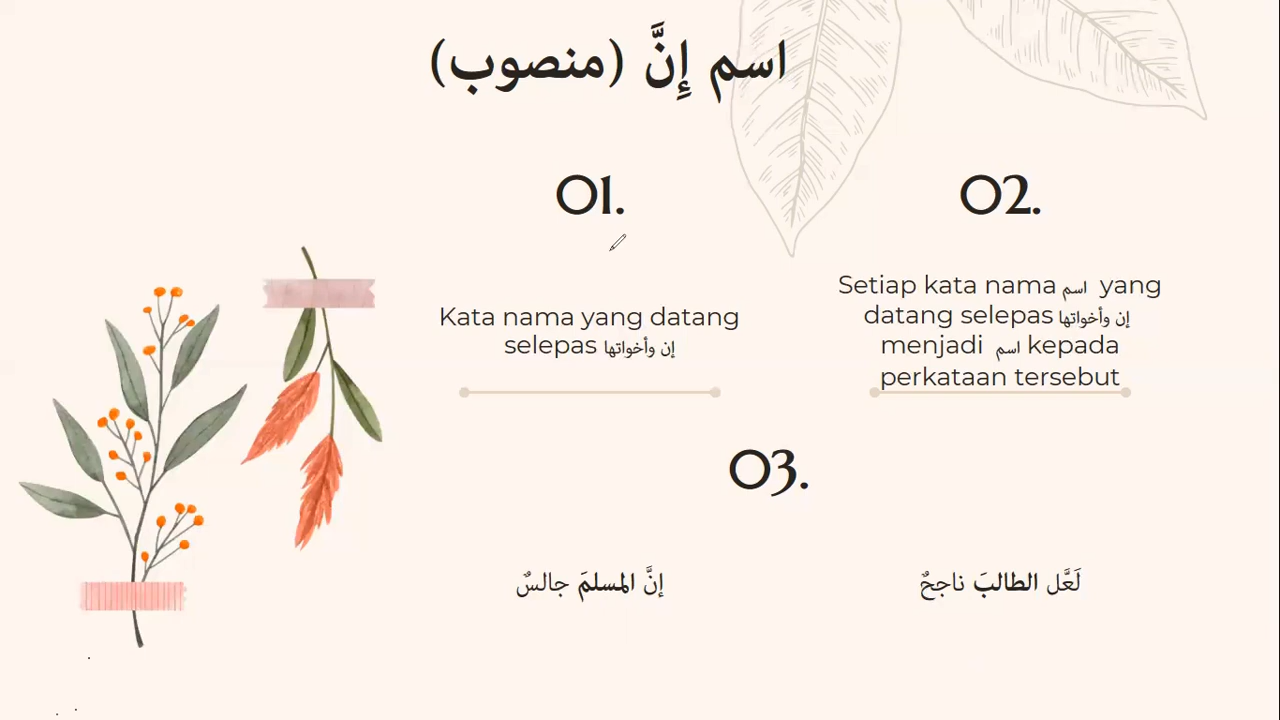 اسم إِنَّ (منصوب)
01.
Kata nama yang datang
selepas إن وأخواتها
02.
Setiap kata nama اسم yang
datang selepas إن وأخواتها
menjadi اسم kepada
perkataan tersebut
03.
إنَّ المسلمَ جالسٌ
لَعَّل الطالبَ ناجحٌ